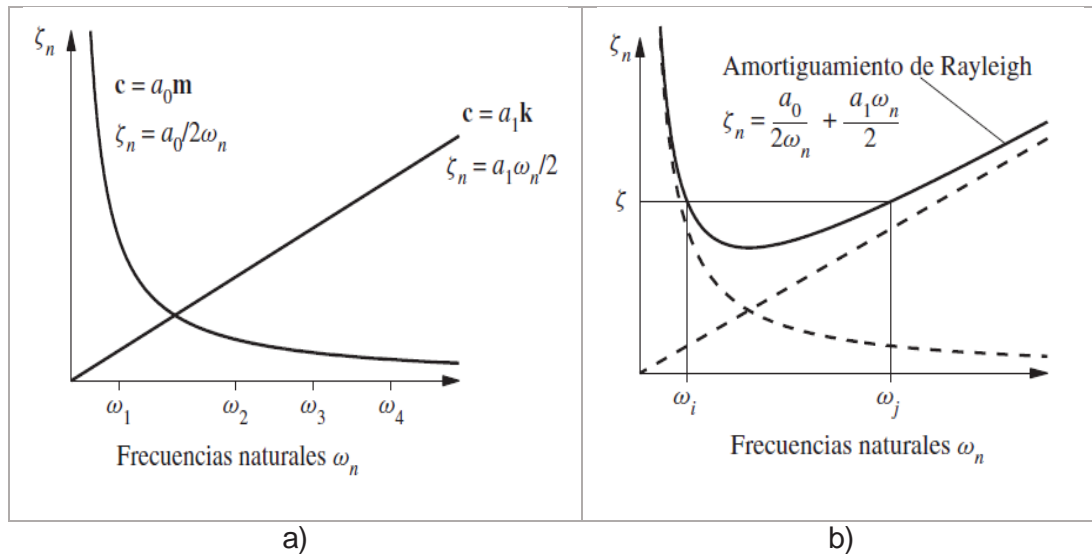 ζn
c = a0m
ζn = a0/2ωn
c = a1k
ζn = a1ωn/2
ω1 ω2 ω3 ω4
Frecuencias naturales ωn
a)
ζn
Amortiguamiento de Rayleigh
ζn = a0/2ωn + a1ωn/2
ζ
ωi ωj
Frecuencias naturales ωn
b)